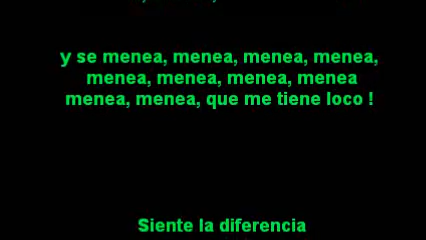 y se menea, menea, menea, menea,
menea, menea, menea, menea
menea, menea, que me tiene loco !
Siente la diferencia